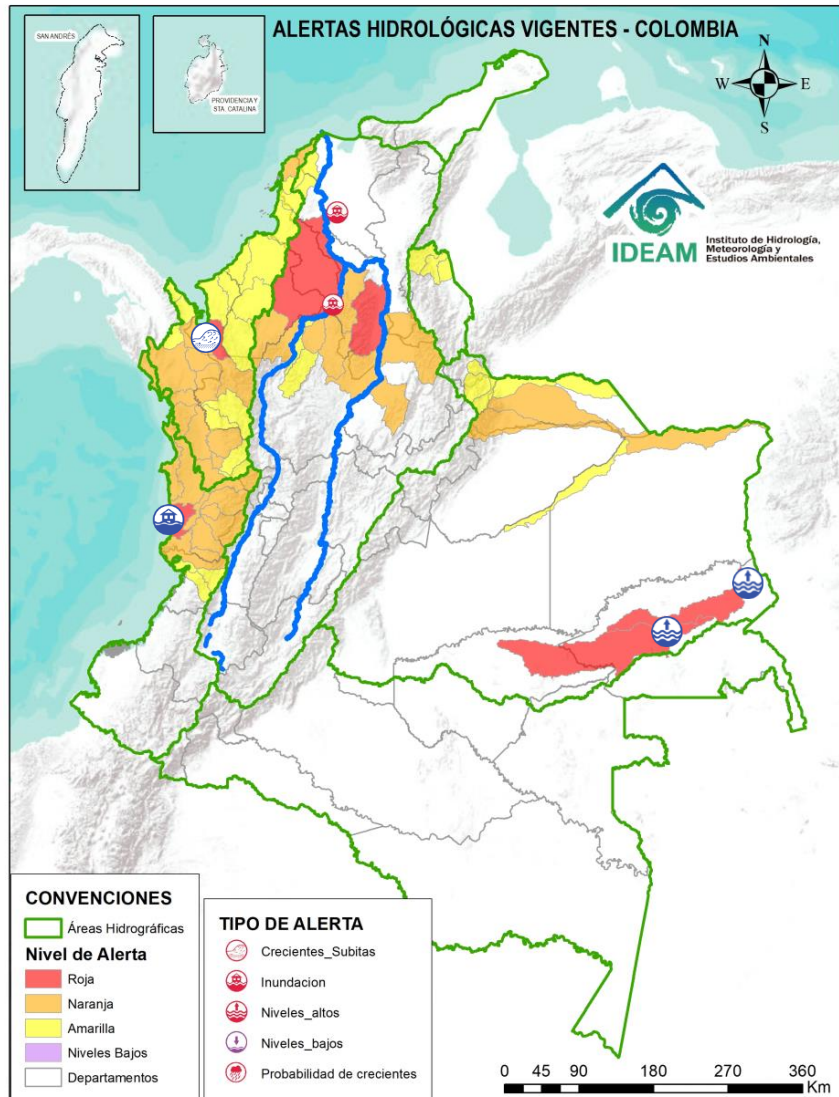 ALERTAS HIDROLÓGICAS VIGENTES - COLOMBIA
SAN ANDRÉS
PROVIDENCIA Y
STA. CATALINA
N
W
E
S
IDEAM
Instituto de Hidrología,
Meteorología y
Estudios Ambientales
CONVENCIONES
Áreas Hidrográficas
Nivel de Alerta
Roja
Naranja
Amarilla
Niveles Bajos
Departamentos
TIPO DE ALERTA
Crecientes_Subitas
Inundacion
Niveles_altos
Niveles_bajos
Probabilidad de crecientes
0 45 90 180 270 360
Km